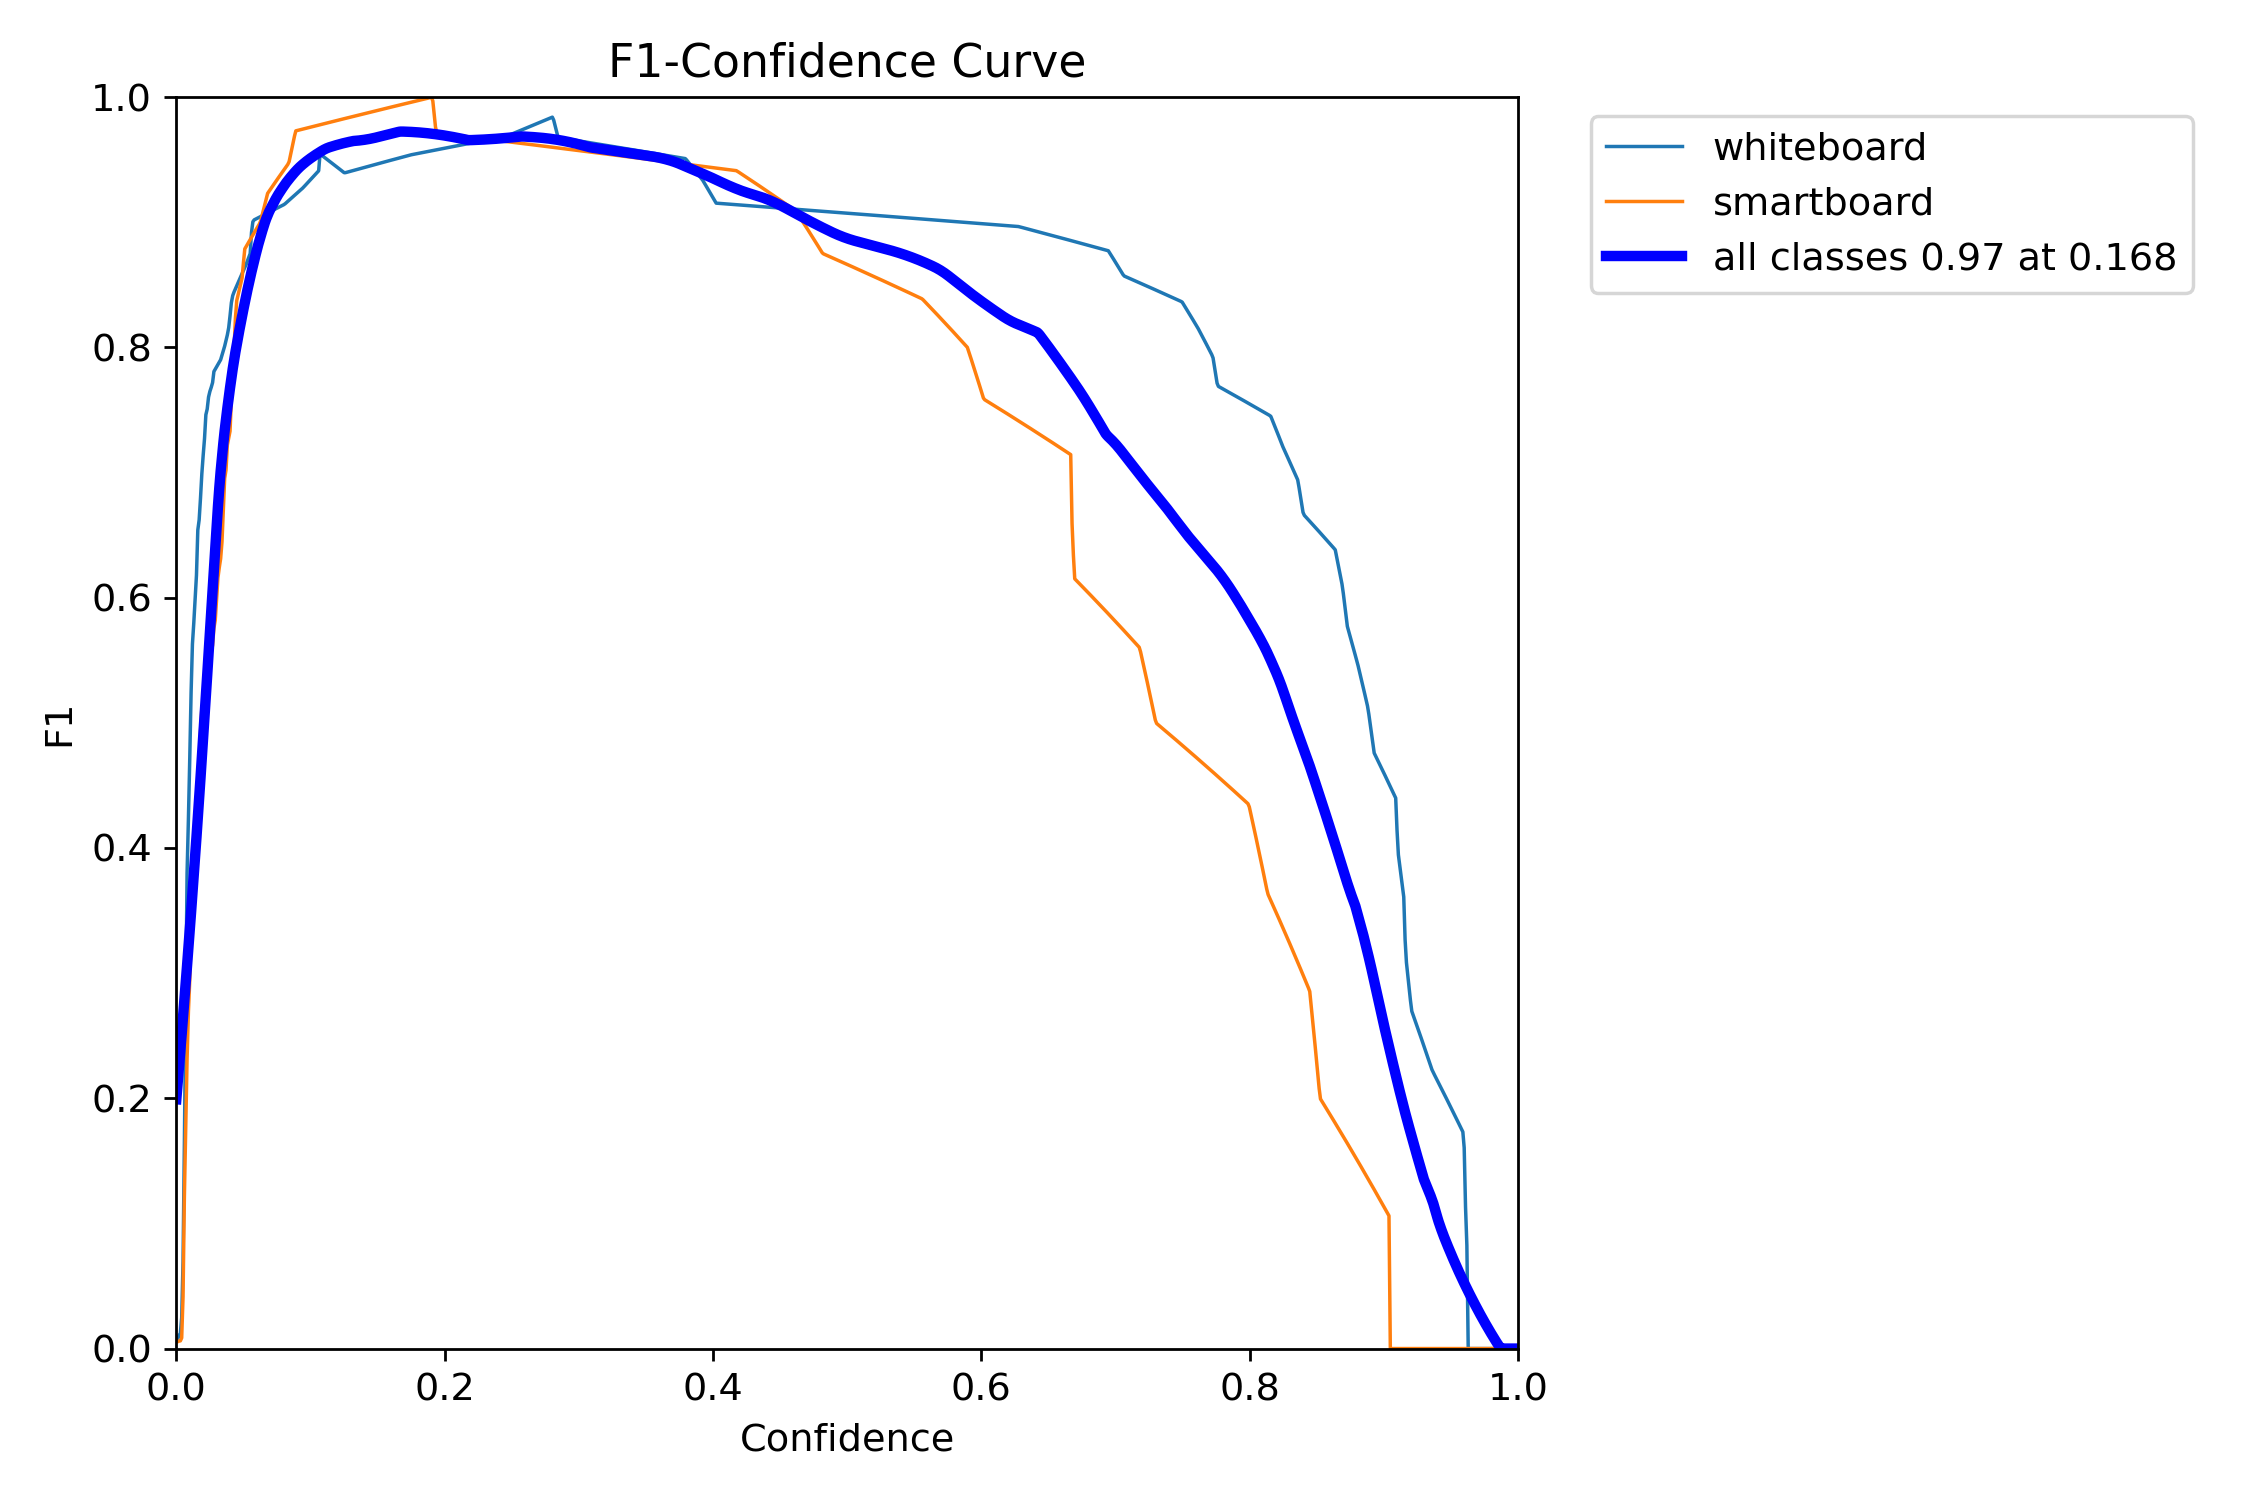 F1-Confidence Curve
whiteboard
smartboard
all classes 0.97 at 0.168
1.0
0.8
0.6
0.4
0.2
0.0
F1
0.0 0.2 0.4 0.6 0.8 1.0
Confidence